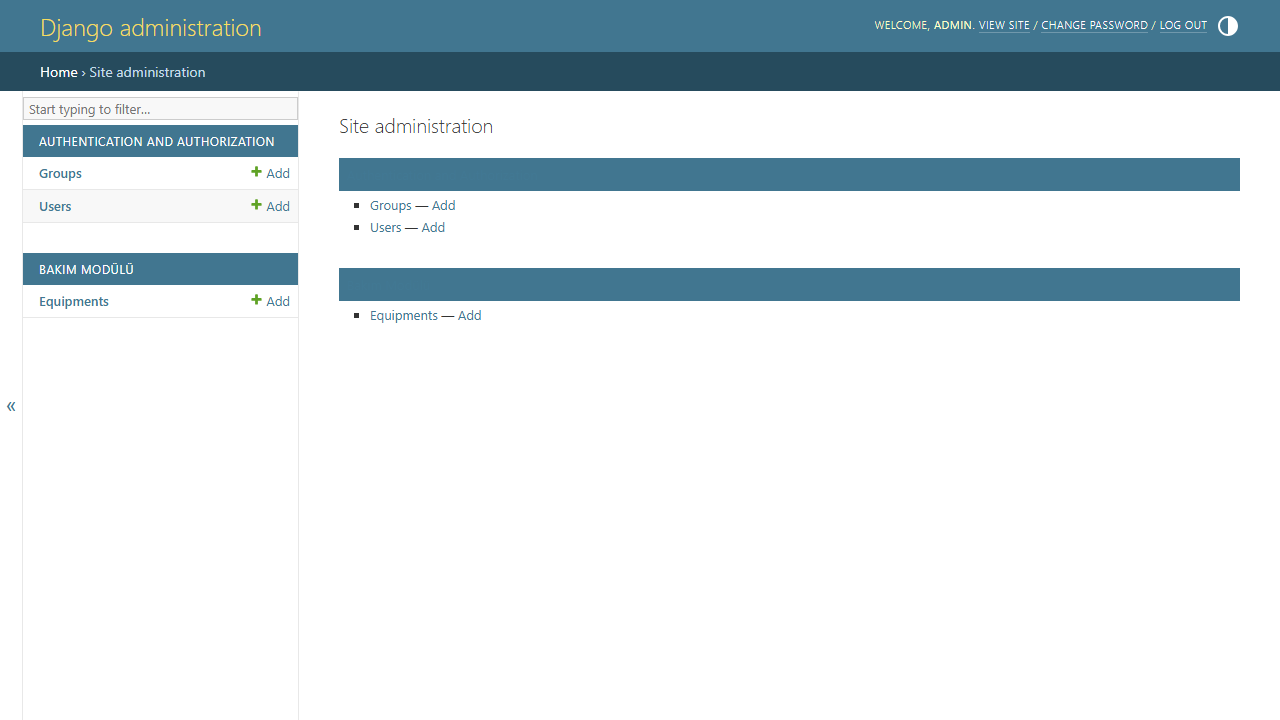 Django administration
WELCOME, ADMIN. VIEW SITE / CHANGE PASSWORD / LOG OUT
Home › Site administration
Start typing to filter...
AUTHENTICATION AND AUTHORIZATION
Groups Add
Users Add
BAKIM MODÜLÜ
Equipments Add
«
Site administration
Groups — Add
Users — Add
Equipments — Add